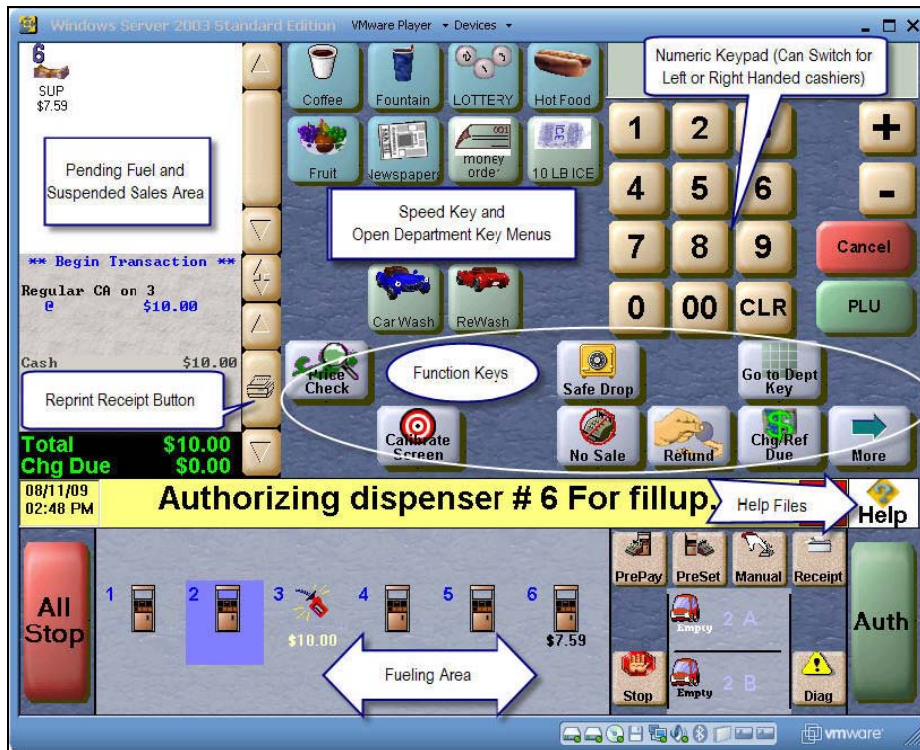 Windows Server 2003 Standard Edition VMware Player Devices
6
SUP
$7.59
Pending Fuel and
Suspended Sales Area
Coffee Fountain LOTTERY Hot Food
Fruit Newspapers money order 10 LB ICE
001
ICE
Speed Key and
Open Department Key Menus
Car Wash ReWash
Numeric Keypad (Can Switch for
Left or Right Handed cashiers)
1 2 +
4 5 6 -
7 8 9 Cancel
0 00 CLR PLU
** Begin Transaction **
Regular CA on 3
@ $10.00
Cash $10.00
Reprint Receipt Button
Total $10.00
Chg Due $0.00
Price Check
Function Keys
Safe Drop
Go to Dept Key
Calibrate Screen
No Sale
Refund
Chg/Ref Due
More
08/11/09
02:48 PM
Authorizing dispenser # 6 For fillup.
Help Files
Help
All Stop
1 2 3 4 5 6
$10.00 $7.59
Fueling Area
PrePay PreSet Manual Receipt
Empty 2 A
Stop
Empty 2 B
Diag
Auth
vmware